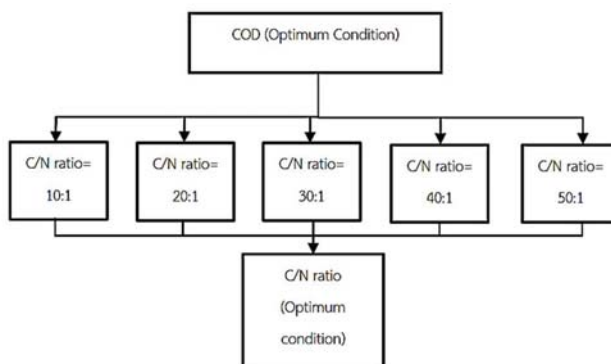 COD (Optimum Condition)
C/N ratio=
10:1
C/N ratio=
20:1
C/N ratio=
30:1
C/N ratio=
40:1
C/N ratio=
50:1
C/N ratio
(Optimum
condition)